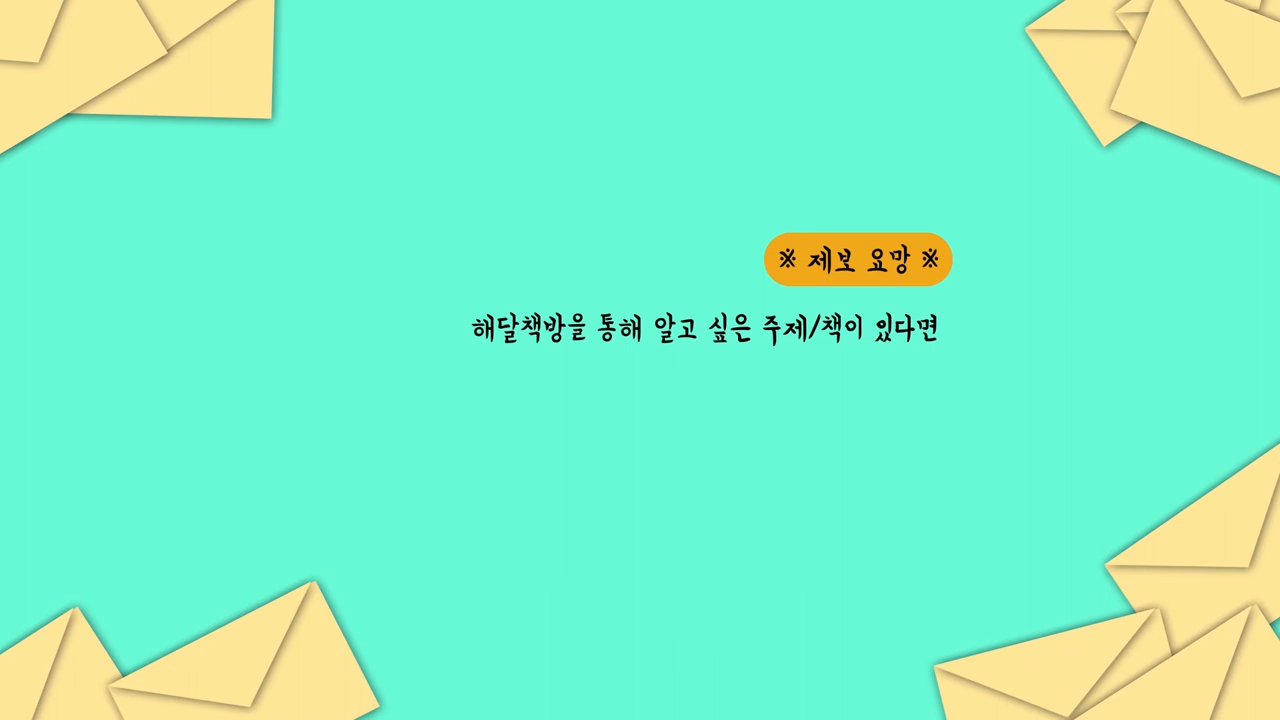 ※ 제보 요망 ※
해달책방을 통해 알고 싶은 주제/책이 있다면